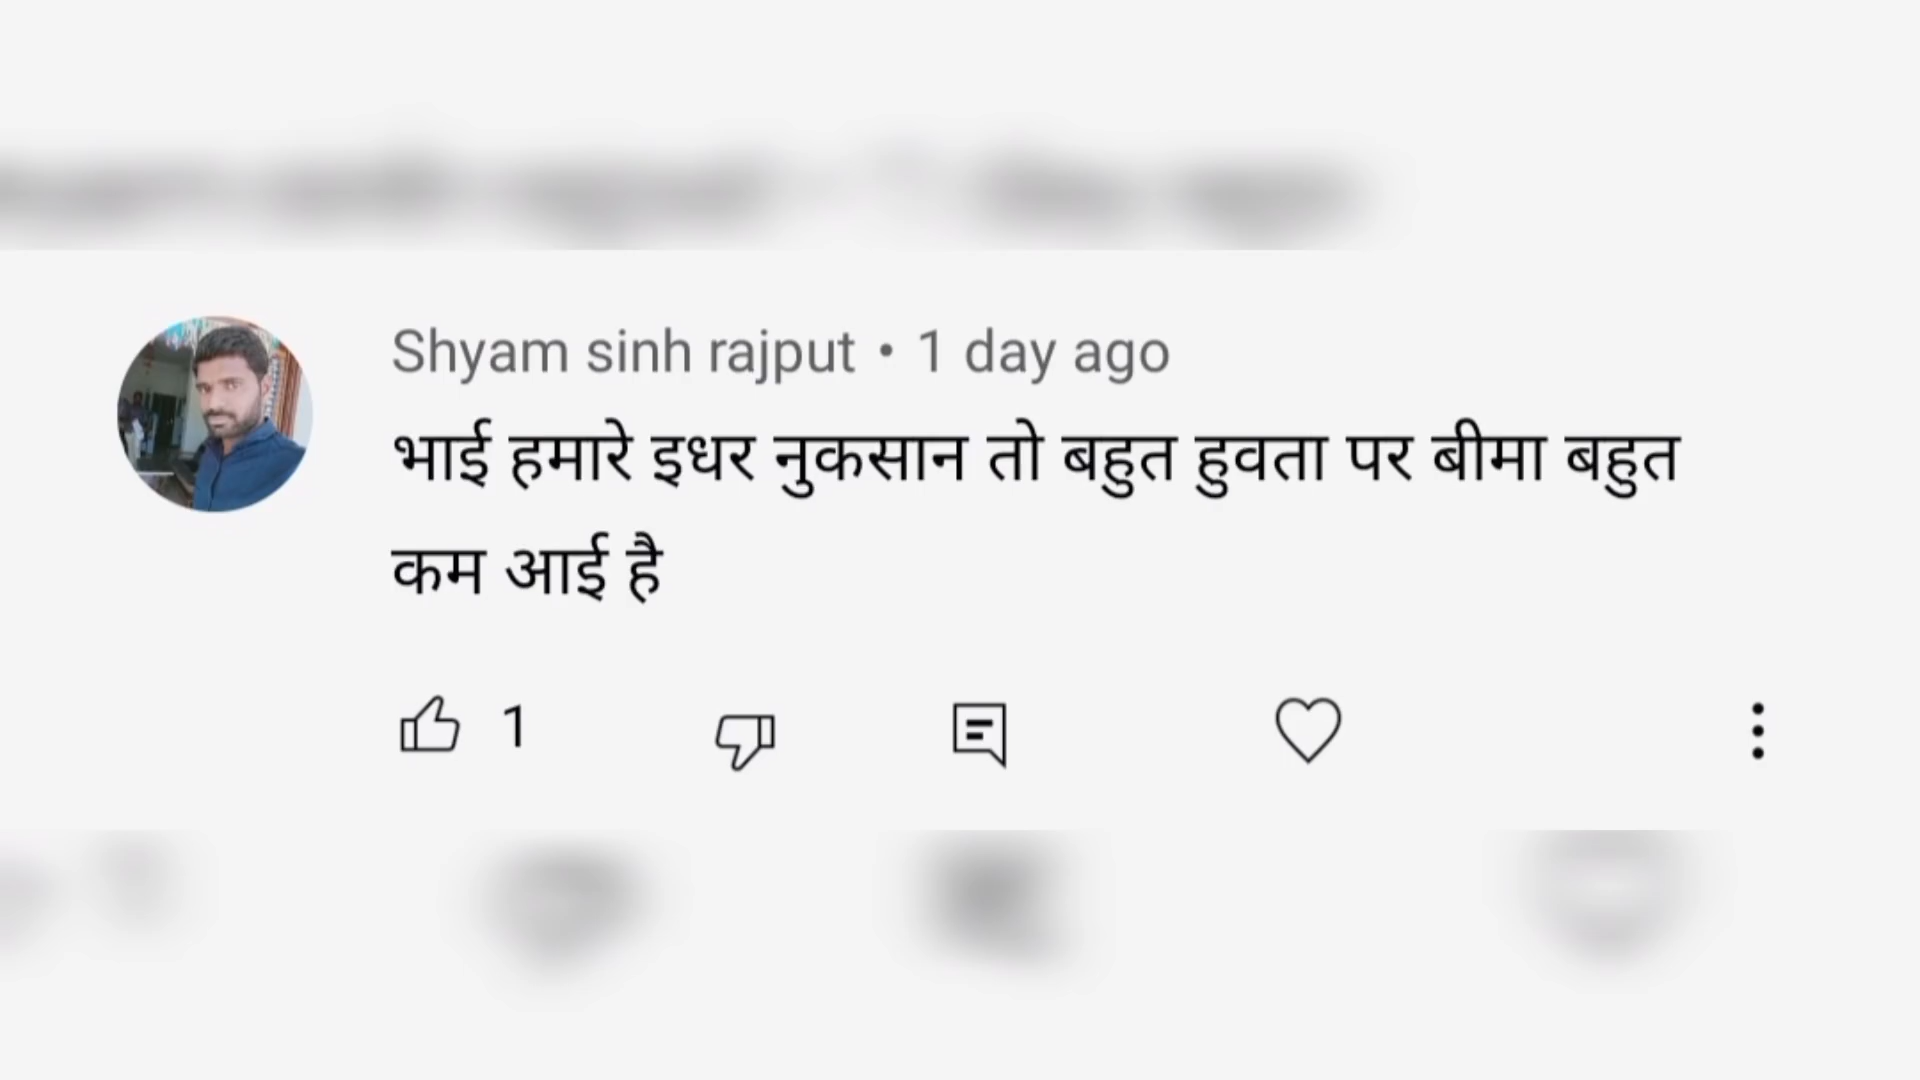 Shyam sinh rajput • 1 day ago
भाई हमारे इधर नुकसान तो बहुत हुवता पर बीमा बहुत
कम आई है
1